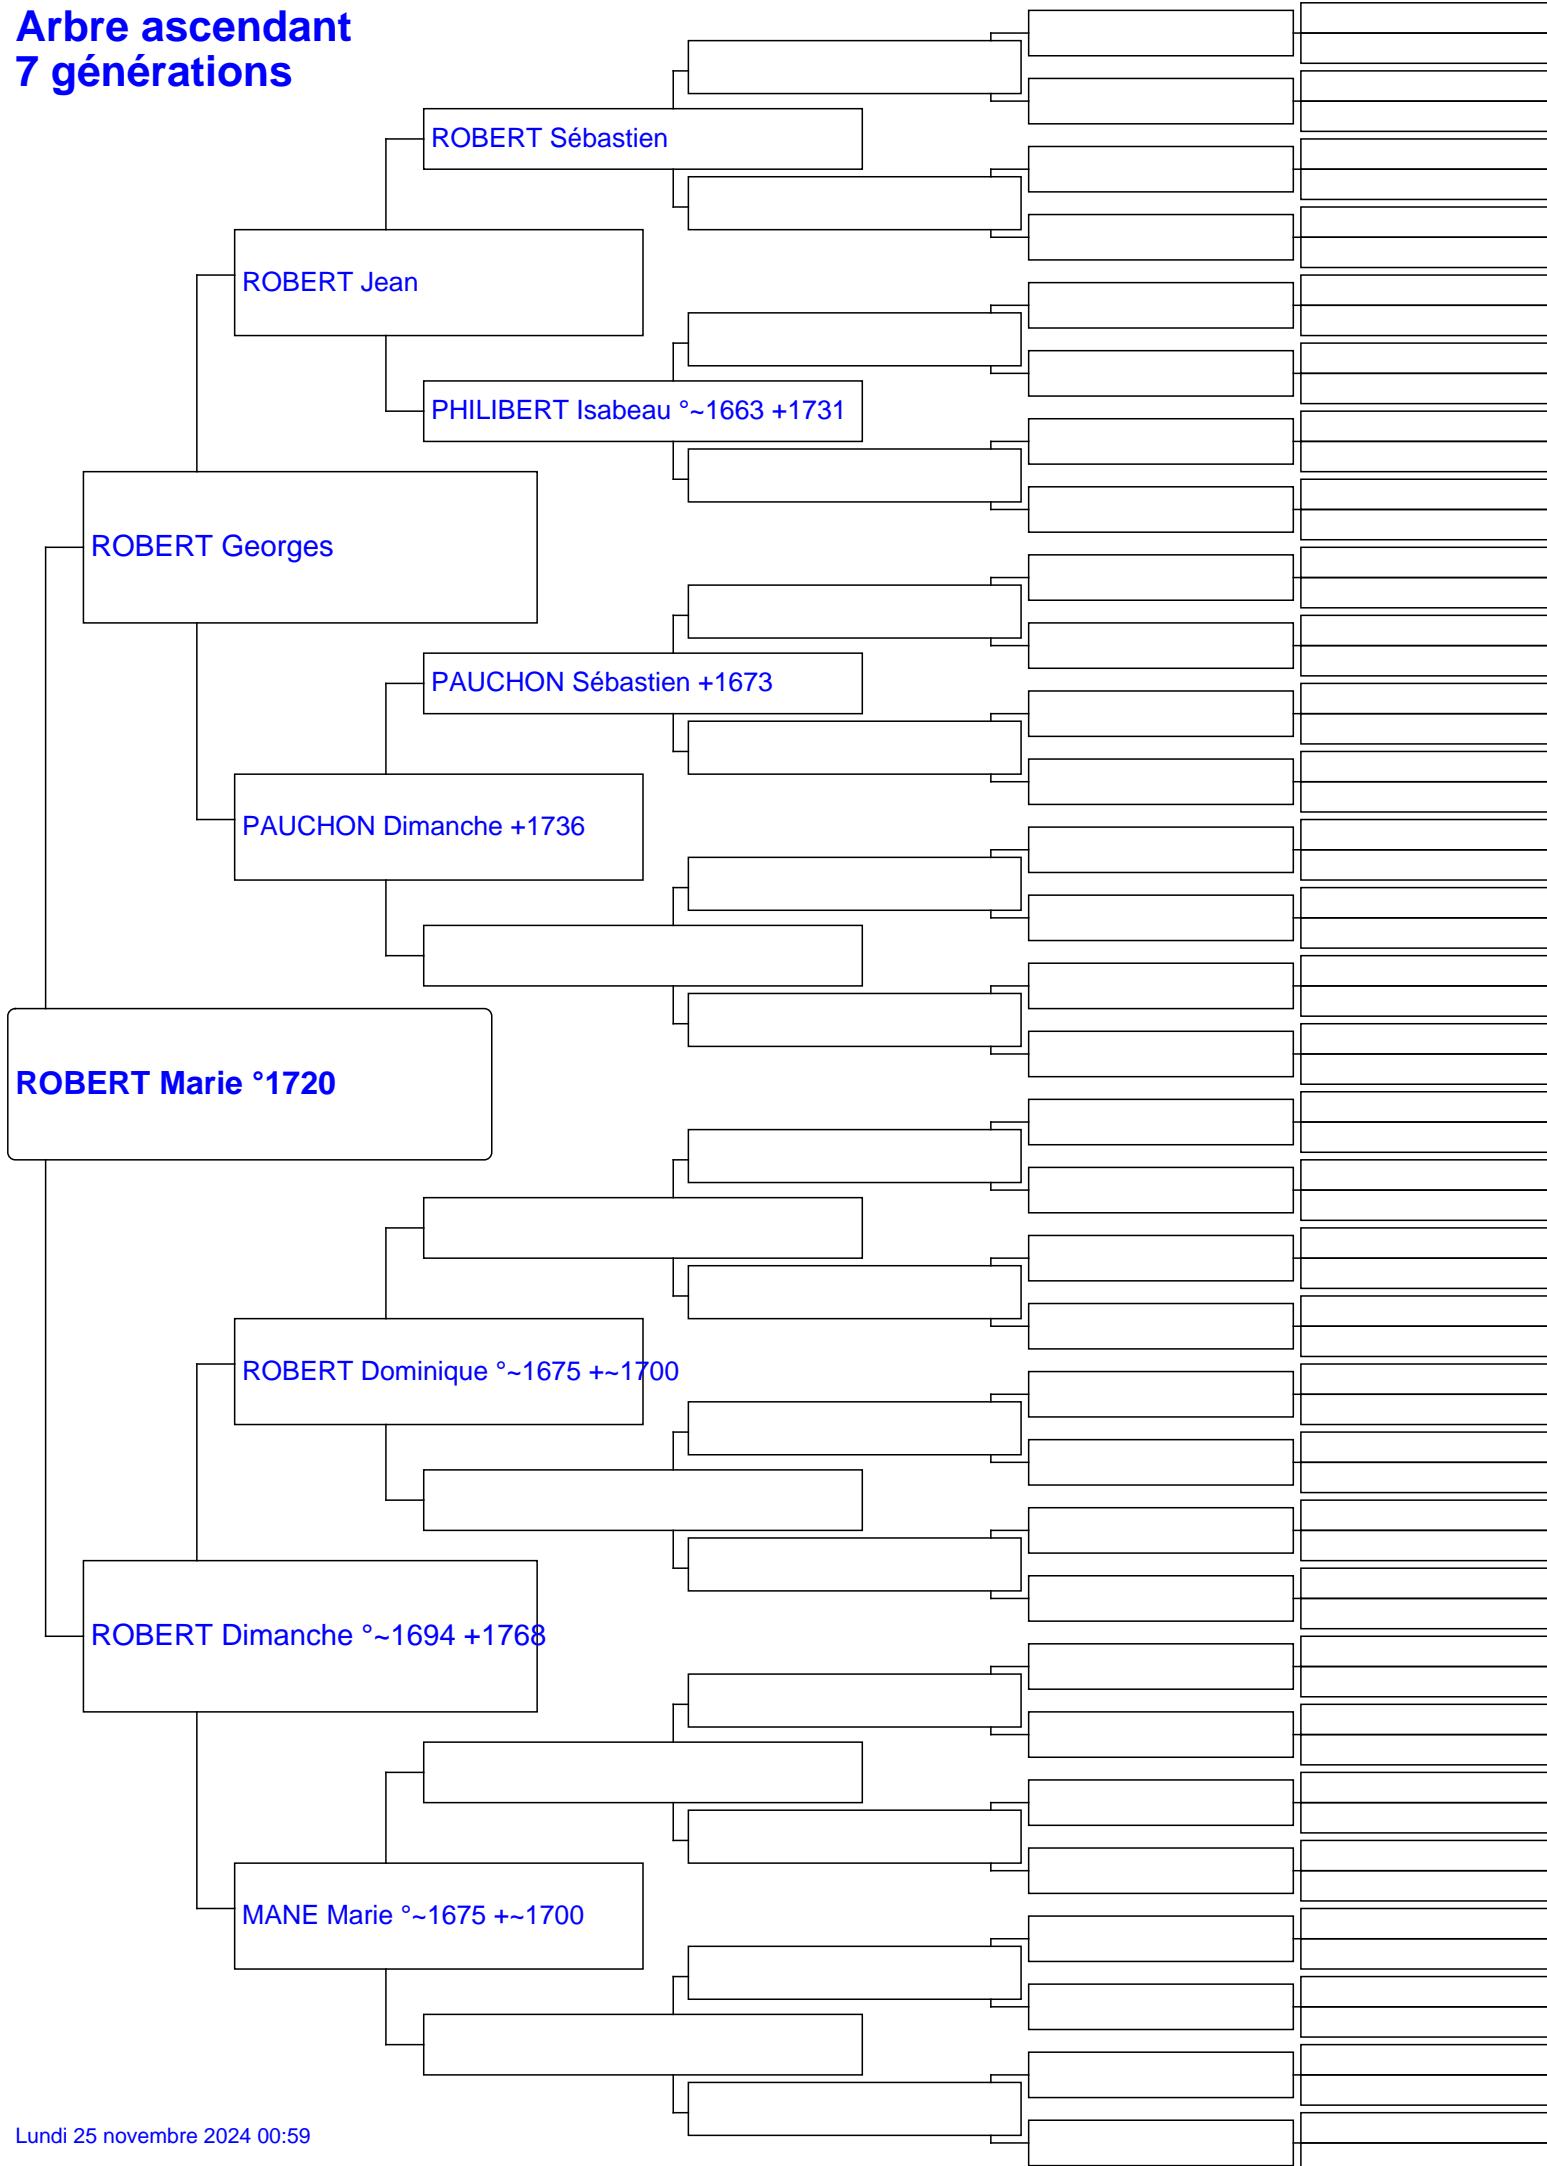 Arbre ascendant
7 générations
ROBERT Sébastien
ROBERT Jean
PHILIBERT Isabeau °~1663 +1731
ROBERT Georges
PAUCHON Sébastien +1673
PAUCHON Dimanche +1736
ROBERT Marie °1720
ROBERT Dominique °~1675 +~1700
ROBERT Dimanche °~1694 +1768
MANE Marie °~1675 +~1700
Lundi 25 novembre 2024 00:59